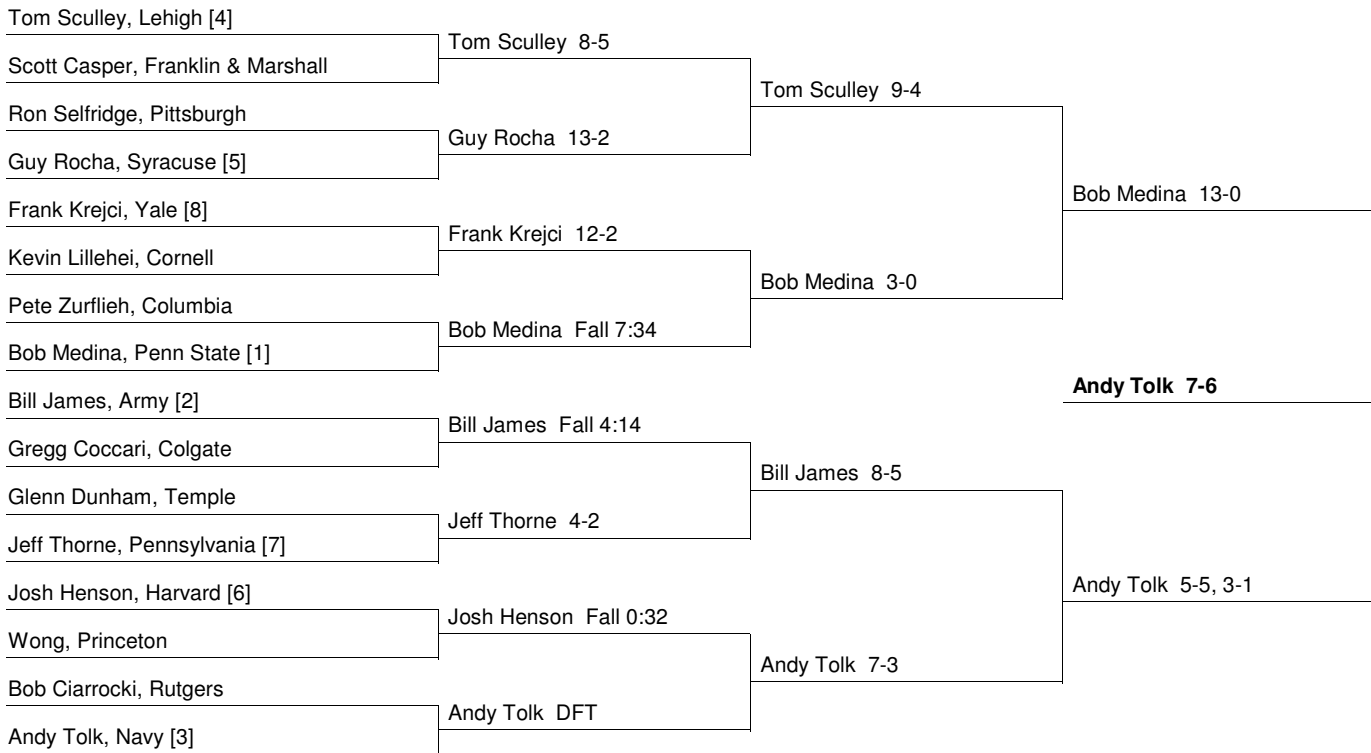 Tom Sculley, Lehigh [4]
Tom Sculley 8-5
Scott Casper, Franklin & Marshall
Tom Sculley 9-4
Ron Selfridge, Pittsburgh
Guy Rocha 13-2
Guy Rocha, Syracuse [5]
Bob Medina 13-0
Frank Krejci, Yale [8]
Frank Krejci 12-2
Kevin Lillehei, Cornell
Bob Medina 3-0
Pete Zurflieh, Columbia
Bob Medina Fall 7:34
Bob Medina, Penn State [1]
Andy Tolk 7-6
Bill James, Army [2]
Bill James Fall 4:14
Gregg Coccari, Colgate
Bill James 8-5
Glenn Dunham, Temple
Jeff Thorne 4-2
Jeff Thorne, Pennsylvania [7]
Andy Tolk 5-5, 3-1
Josh Henson, Harvard [6]
Josh Henson Fall 0:32
Wong, Princeton
Andy Tolk 7-3
Bob Ciarrocki, Rutgers
Andy Tolk DFT
Andy Tolk, Navy [3]